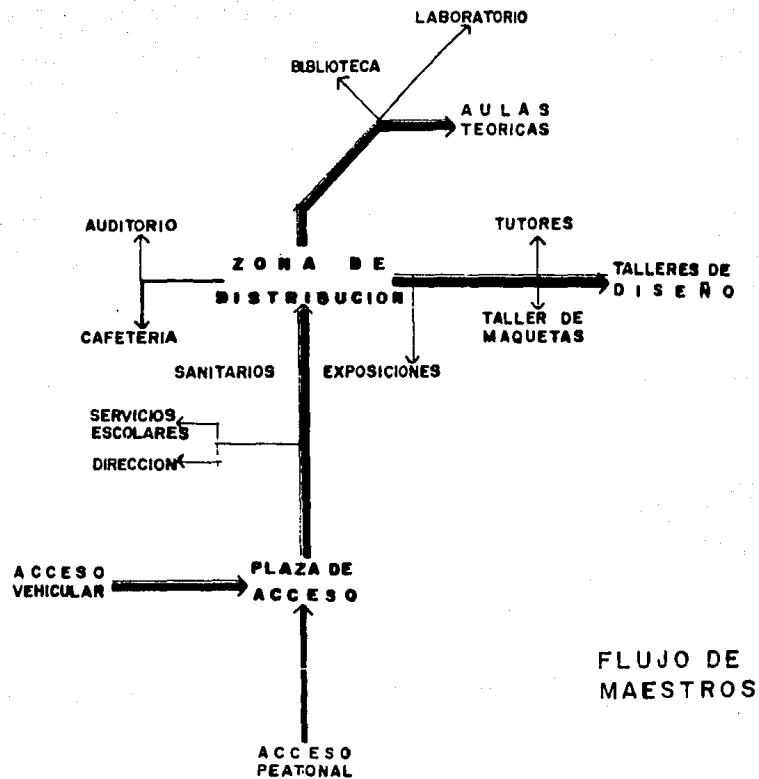 LABORATORIO
BIBLIOTECA
AULAS
TEORICAS
AUDITORIO
TUTORES
ZONA DE
DISTRIBUCION
TALLERES DE
DISEÑO
CAFETERIA
TALLER DE
MAQUETAS
SANITARIOS
EXPOSICIONES
SERVICIOS
ESCOLARES
DIRECCION
ACCESO
VEHICULAR
PLAZA DE
ACCESO
FLUJO DE
MAESTROS
ACCESO
PEATONAL